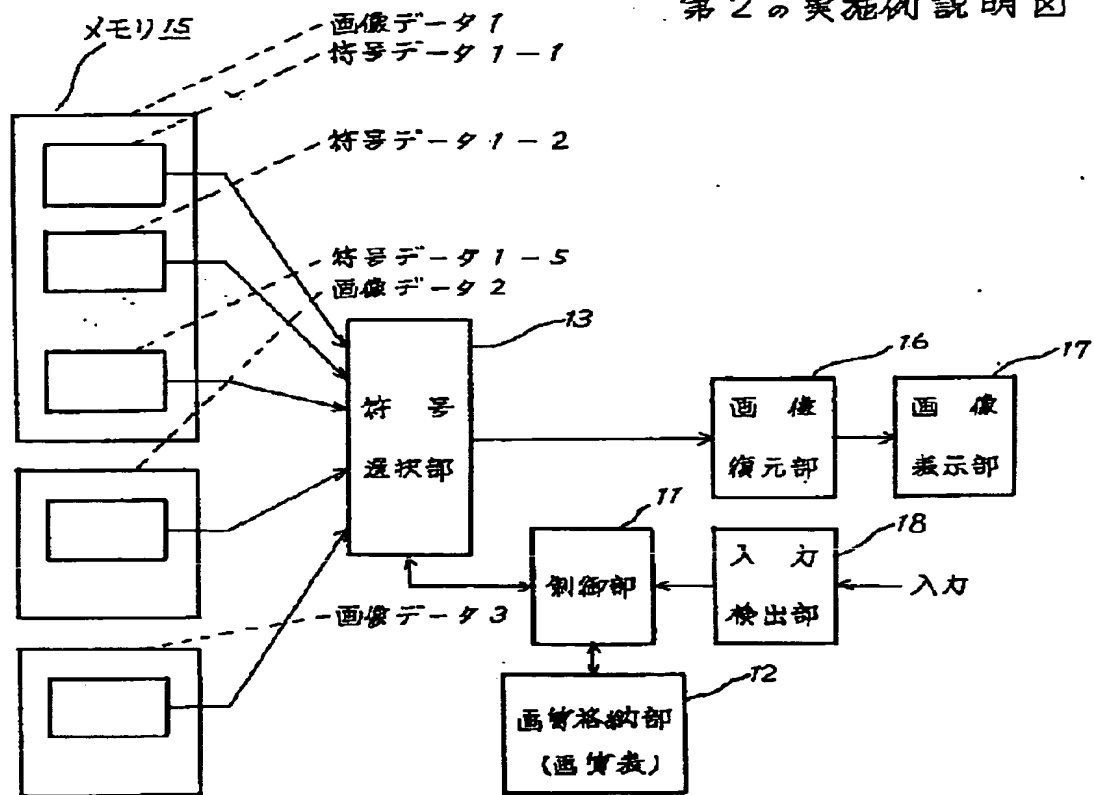 第2の実施例説明図
メモリ15
画像データ1
符号データ1-1
符号データ1-2
符号データ1-5
画像データ2
13
符号
選択部
16
画像
復元部
17
画像
表示部
11
制御部
18
入力
検出部
入力
画像データ3
12
画質格納部
(画質表)